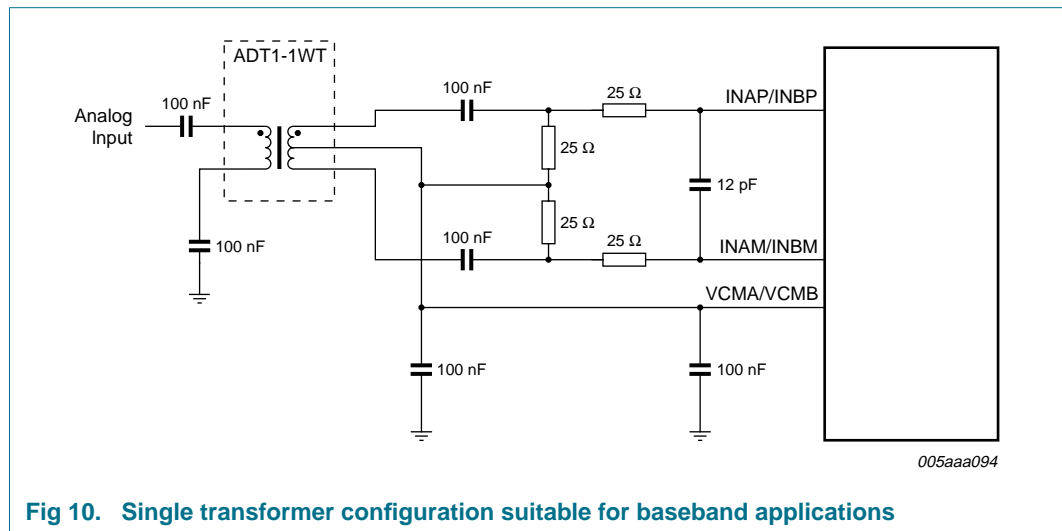 ADT1-1WT
100 nF
25 Ω
INAP/INBP
Analog
Input
100 nF
25 Ω
12 pF
25 Ω
100 nF
100 nF
25 Ω
INAM/INBM
VCMA/VCMB
100 nF
100 nF
005aaa094
Fig 10. Single transformer configuration suitable for baseband applications